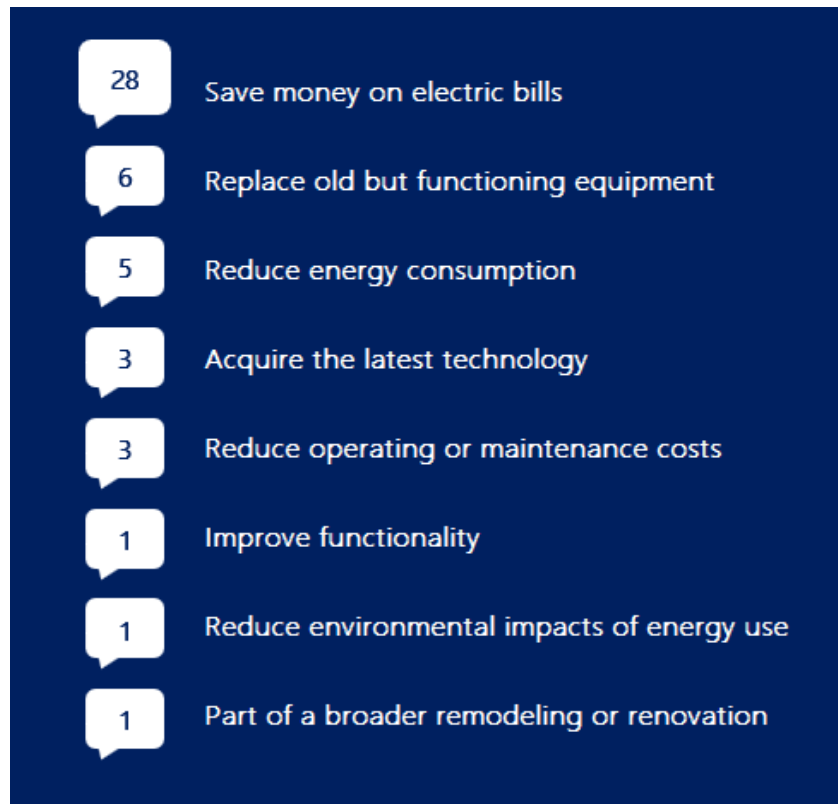 28 Save money on electric bills
6 Replace old but functioning equipment
5 Reduce energy consumption
3 Acquire the latest technology
3 Reduce operating or maintenance costs
1 Improve functionality
1 Reduce environmental impacts of energy use
1 Part of a broader remodeling or renovation